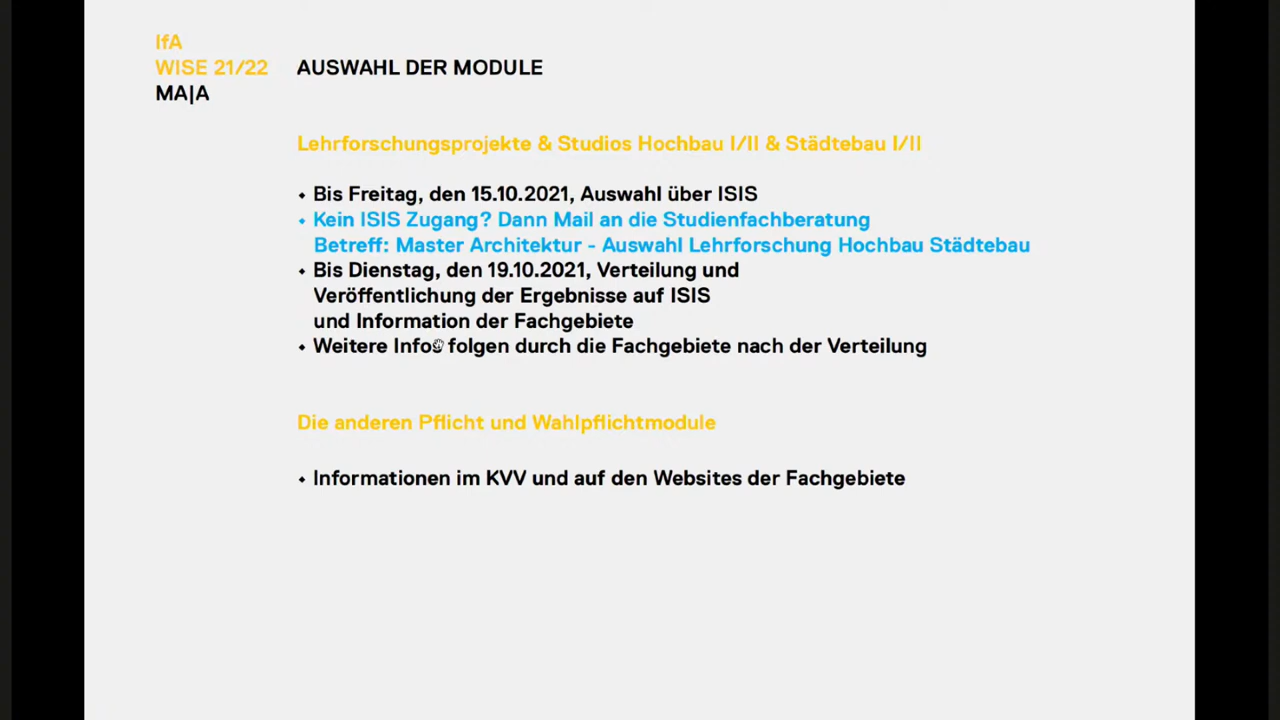 IfA
WISE 21/22 AUSWAHL DER MODULE
MA|A
Lehrforschungsprojekte & Studios Hochbau I/II & Städtebau I/II
• Bis Freitag, den 15.10.2021, Auswahl über ISIS
• Kein ISIS Zugang? Dann Mail an die Studienfachberatung
Betreff: Master Architektur - Auswahl Lehrforschung Hochbau Städtebau
• Bis Dienstag, den 19.10.2021, Verteilung und
Veröffentlichung der Ergebnisse auf ISIS
und Information der Fachgebiete
• Weitere Infos folgen durch die Fachgebiete nach der Verteilung
Die anderen Pflicht und Wahlpflichtmodule
• Informationen im KVV und auf den Websites der Fachgebiete